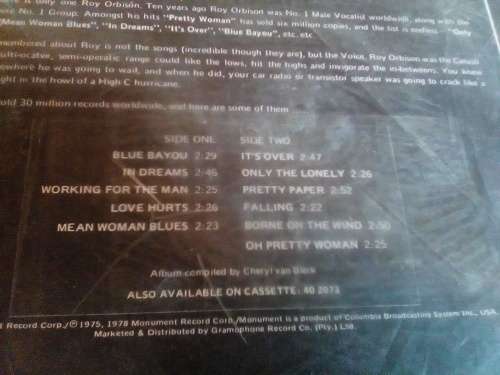 only one Roy Orbison. Ten years ago Roy Orbison was No. 1 Male Vocalist worldwide, along with the
No. 1 Group. Amongst his hits "Pretty Woman" has sold six million copies, and the list is endless "Only
Mean Woman Blues", "In Dreams", "It's Over", "Blue Bayou", etc. etc
membered about Roy is not the songs (incredible though they are), but the Voice. Roy Orbison was the
semi-operatic range could like the lows, hit the highs and invigorate the in-betweens. You knew
where he was going to wail, and when he did, your car radio or transistor speaker was going to crack like a
ght in the howl of a High C hurricane.
old 30 million records worldwide, and here are some of them
SIDE ONE
BLUE BAYOU 2:29
IN DREAMS 2:46
WORKING FOR THE MAN 2:25
LOVE HURTS 2:26
MEAN WOMAN BLUES 2:23
SIDE TWO
IT'S OVER 2:47
ONLY THE LONELY 2:26
PRETTY PAPER 2:52
FALLING 2:22
BORNE ON THE WIND 2:50
OH PRETTY WOMAN 2:25
Album compiled by Cheryl van
ALSO AVAILABLE ON CASSETTE: 40 2073
Record Corp./℗ 1975, 1978 Monument Record Corp./Monument is a product of Columbia Broadcasting System Inc., USA.
Marketed & Distributed by Gramophone Record Co. (Pty.) Ltd.